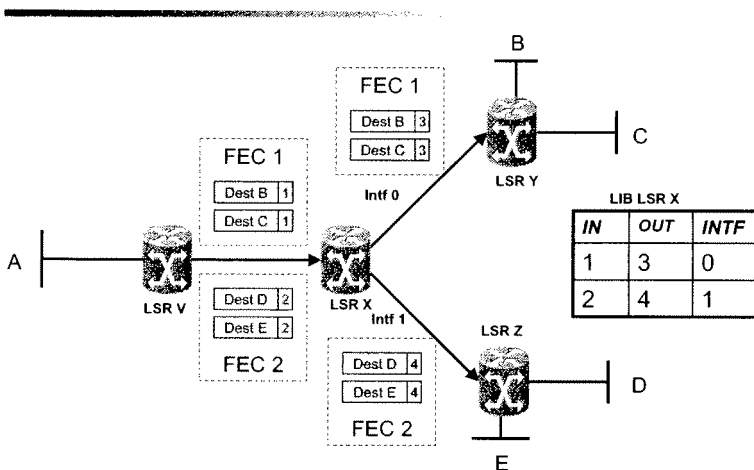 B
FEC 1
Dest B 3
Dest C 3
C
LSR Y
FEC 1
Dest B 1
Dest C 1
Intf 0
LIB LSR X
IN OUT INTF
1 3 0
2 4 1
A
LSR V
LSR X
Dest D 2
Dest E 2
FEC 2
Intf 1
LSR Z
Dest D 4
Dest E 4
FEC 2
D
E